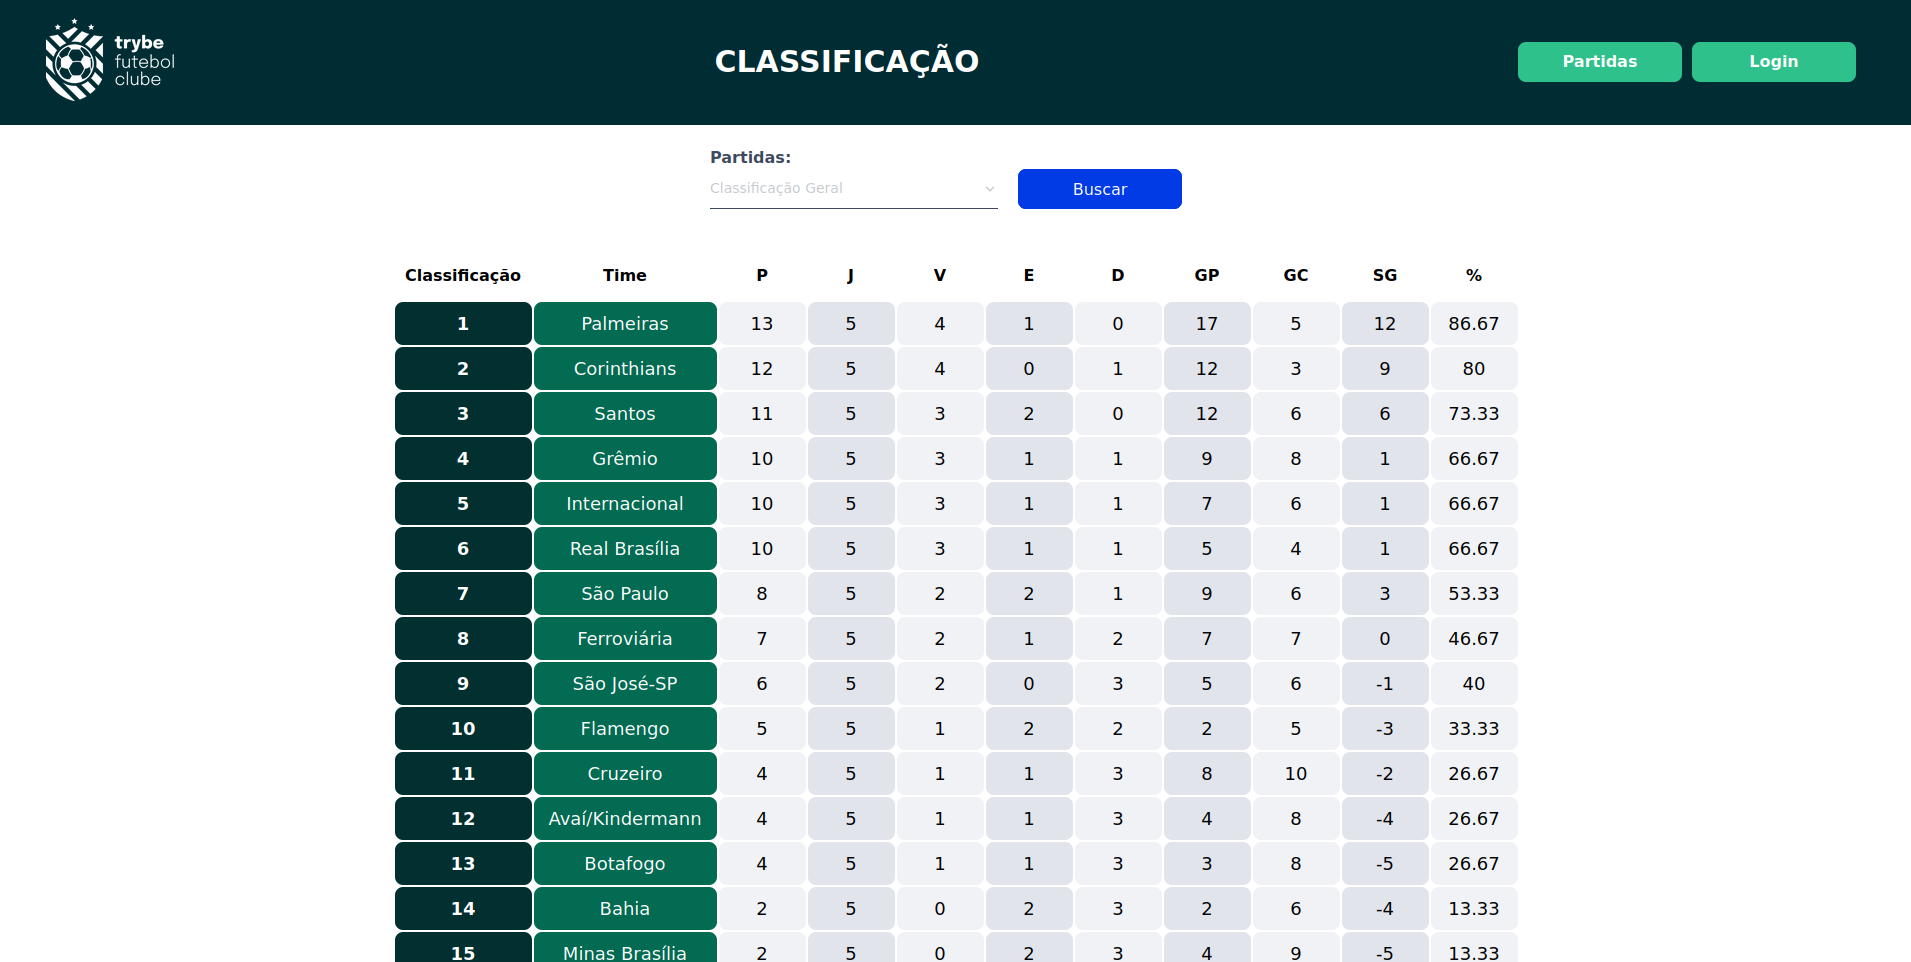 trybe
futebol
clube
CLASSIFICAÇÃO
Partidas Login
Partidas:
Classificação Geral Buscar
Classificação Time P J V E D GP GC SG %
1 Palmeiras 13 5 4 1 0 17 5 12 86.67
2 Corinthians 12 5 4 0 1 12 3 9 80
3 Santos 11 5 3 2 0 12 6 6 73.33
4 Grêmio 10 5 3 1 1 9 8 1 66.67
5 Internacional 10 5 3 1 1 7 6 1 66.67
6 Real Brasília 10 5 3 1 1 5 4 1 66.67
7 São Paulo 8 5 2 2 1 9 6 3 53.33
8 Ferroviária 7 5 2 1 2 7 7 0 46.67
9 São José-SP 6 5 2 0 3 5 6 -1 40
10 Flamengo 5 5 1 2 2 2 5 -3 33.33
11 Cruzeiro 4 5 1 1 3 8 10 -2 26.67
12 Avaí/Kindermann 4 5 1 1 3 4 8 -4 26.67
13 Botafogo 4 5 1 1 3 3 8 -5 26.67
14 Bahia 2 5 0 2 3 2 6 -4 13.33
15 Minas Brasília 2 5 0 2 3 4 9 -5 13.33